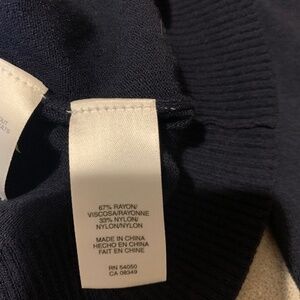 OUT
67% RAYON/
VISCOSA/RAYONNE
33% NYLON/
NYLON/NYLON
MADE IN CHINA
HECHO EN CHINA
FAIT EN CHINE
RN 54050
CA 08349